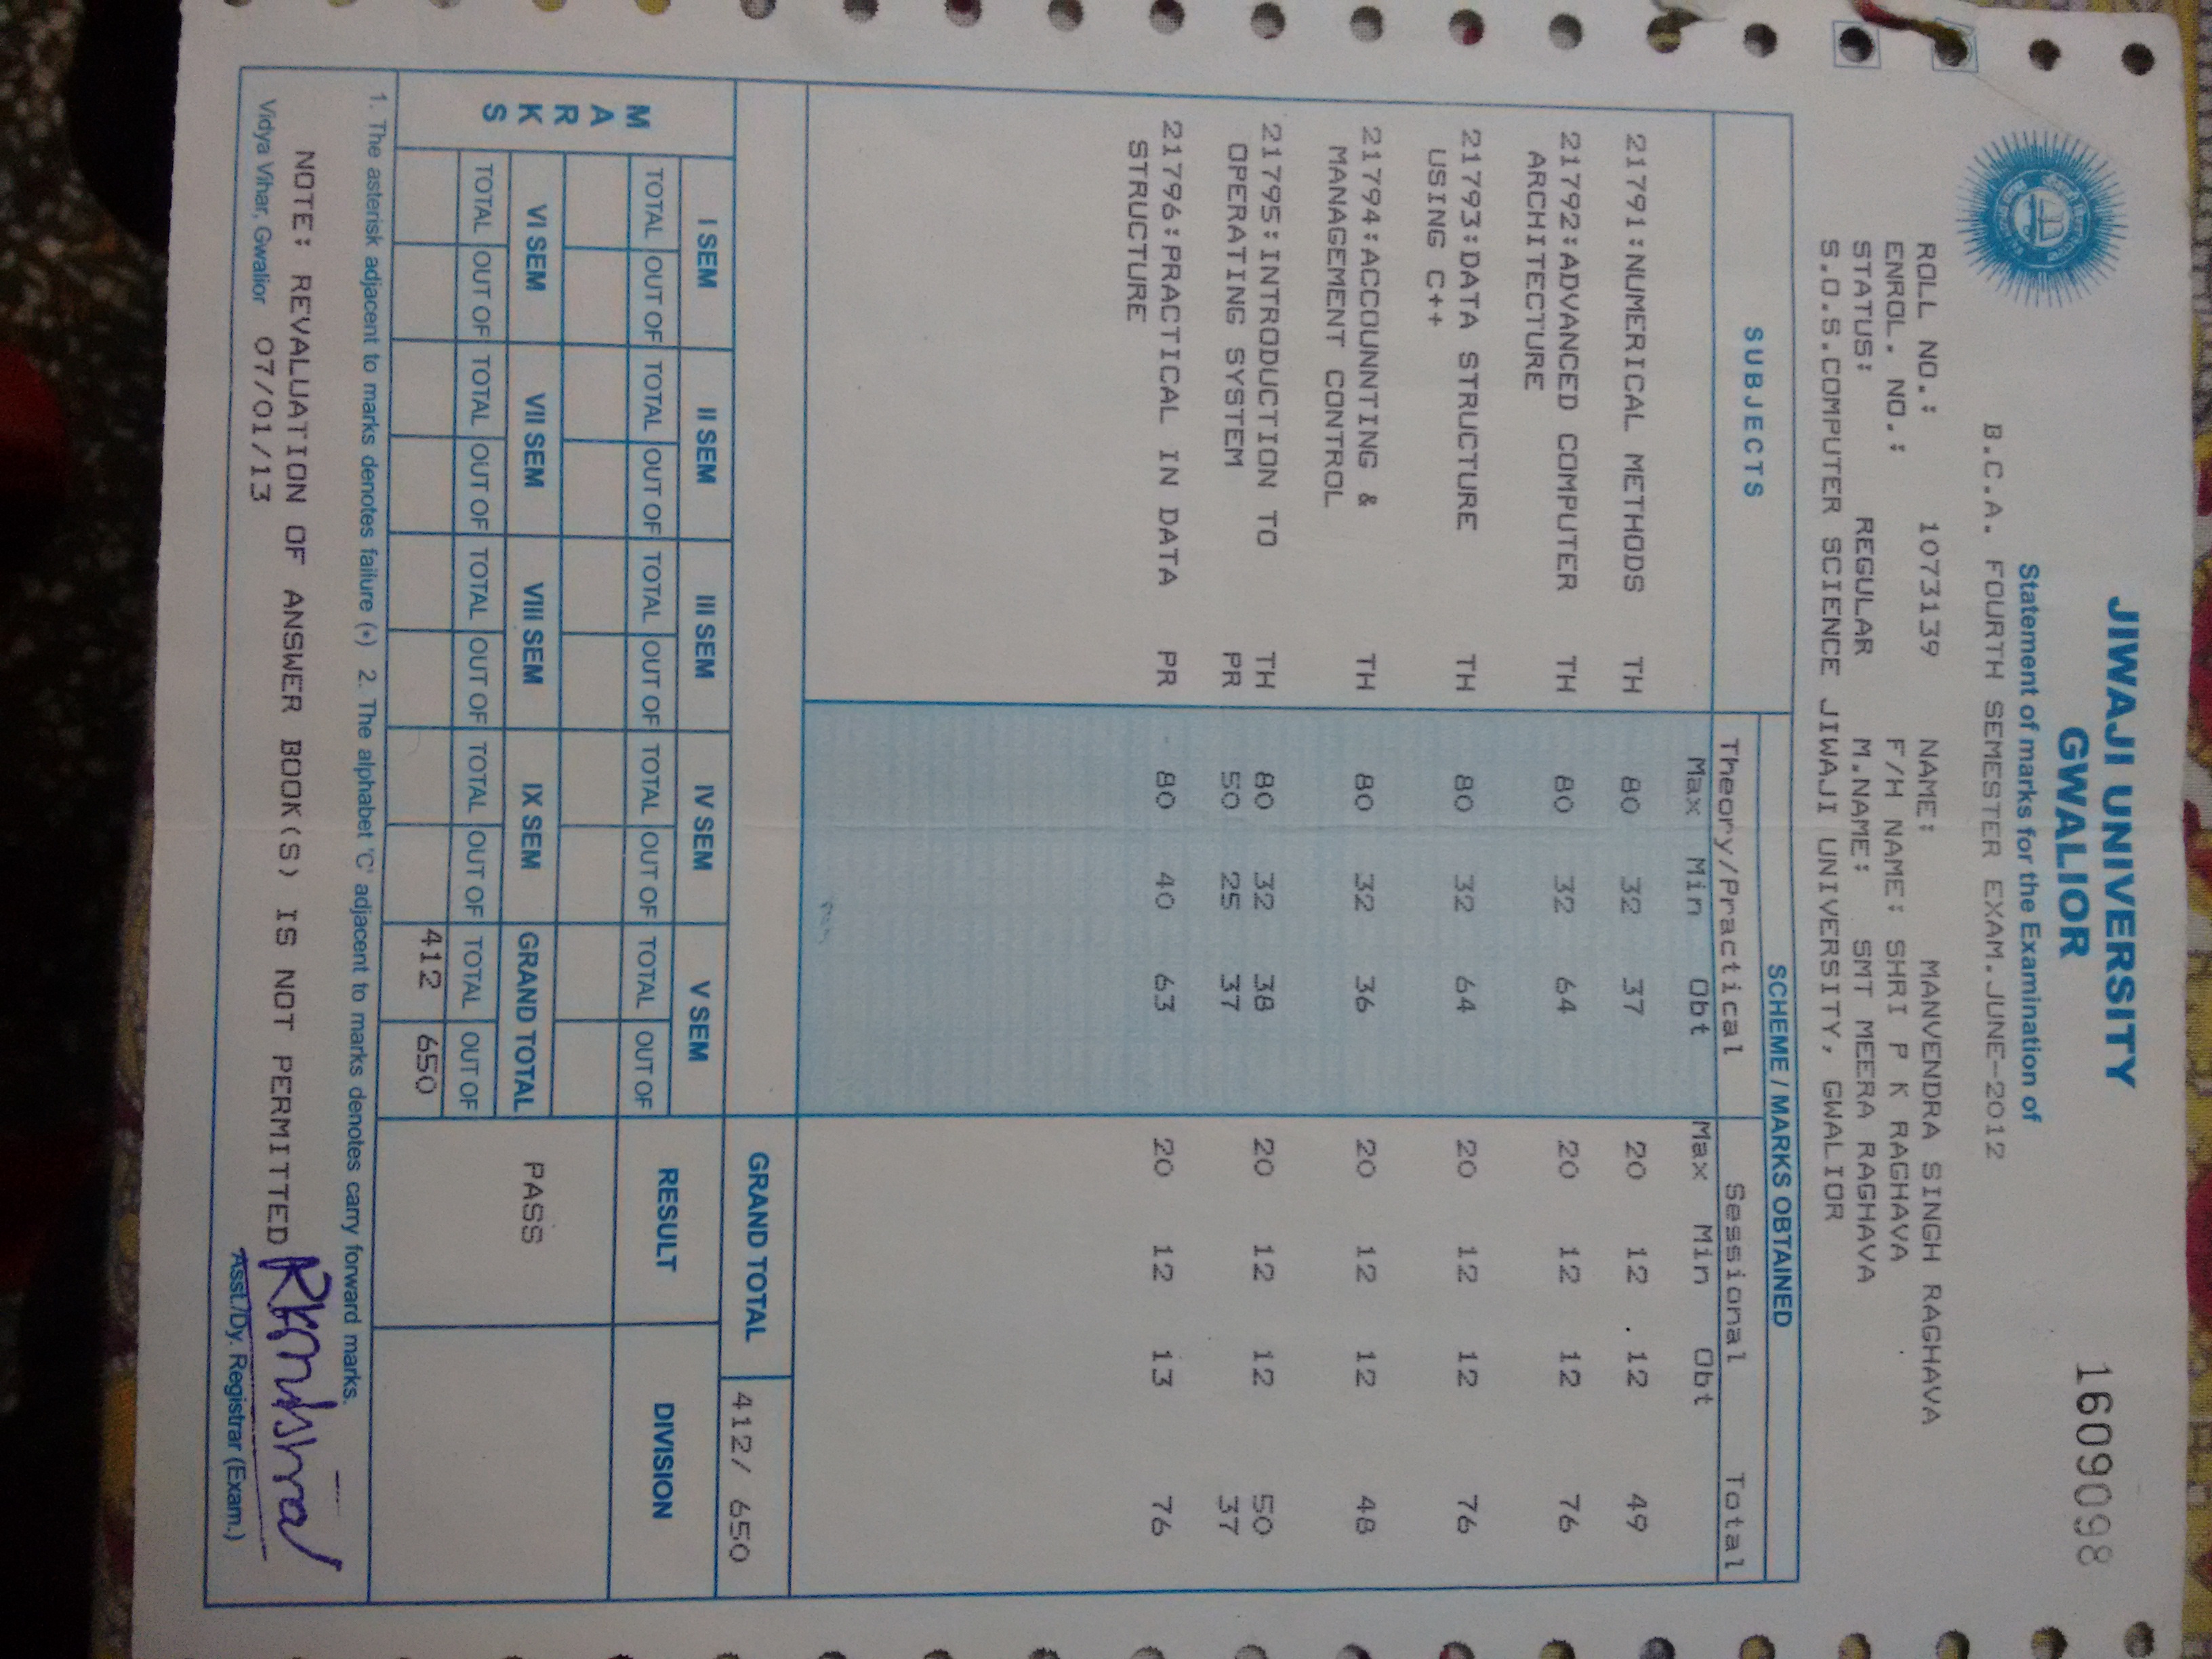 JIWAJI UNIVERSITY
GWALIOR
16090098
Statement of marks for the Examination of
B.C.A. FOURTH SEMESTER EXAM.JUNE-2012
ROLL NO.: 1073139 NAME: MANVENDRA SINGH RAGHAVA
ENROL. NO.: F/H NAME: SHRI P K RAGHAVA
STATUS: REGULAR M.NAME: SMT MEERA RAGHAVA
S.O.S.COMPUTER SCIENCE JIWAJI UNIVERSITY, GWALIOR
SUBJECTS SCHEME / MARKS OBTAINED
Theory/Practical Sessional Total
Max Min Obt Max Min Obt
21791:NUMERICAL METHODS TH 80 32 37 20 12 12 49
21792:ADVANCED COMPUTER TH 80 32 64 20 12 12 76
ARCHITECTURE
21793:DATA STRUCTURE TH 80 32 64 20 12 12 76
USING C++
21794:ACCOUNNTING & TH 80 32 36 20 12 12 48
MANAGEMENT CONTROL
21795:INTRODUCTION TO TH 80 32 38 20 12 12 50
OPERATING SYSTEM PR 50 25 37 37
21796:PRACTICAL IN DATA PR 80 40 63 20 12 13 76
STRUCTURE
GRAND TOTAL 412/ 650
MARKS I SEM II SEM III SEM IV SEM V SEM RESULT DIVISION
TOTAL OUT OF TOTAL OUT OF TOTAL OUT OF TOTAL OUT OF TOTAL OUT OF
VI SEM VII SEM VIII SEM IX SEM GRAND TOTAL PASS
TOTAL OUT OF TOTAL OUT OF TOTAL OUT OF TOTAL OUT OF TOTAL OUT OF
412 650
1. The asterisk adjacent to marks denotes failure (*) 2. The alphabet 'C' adjacent to marks denotes carry forward marks.
NOTE: REVALUATION OF ANSWER BOOK(S) IS NOT PERMITTED
Vidya Vihar, Gwalior 07/01/13 Asst./Dy. Registrar (Exam.)